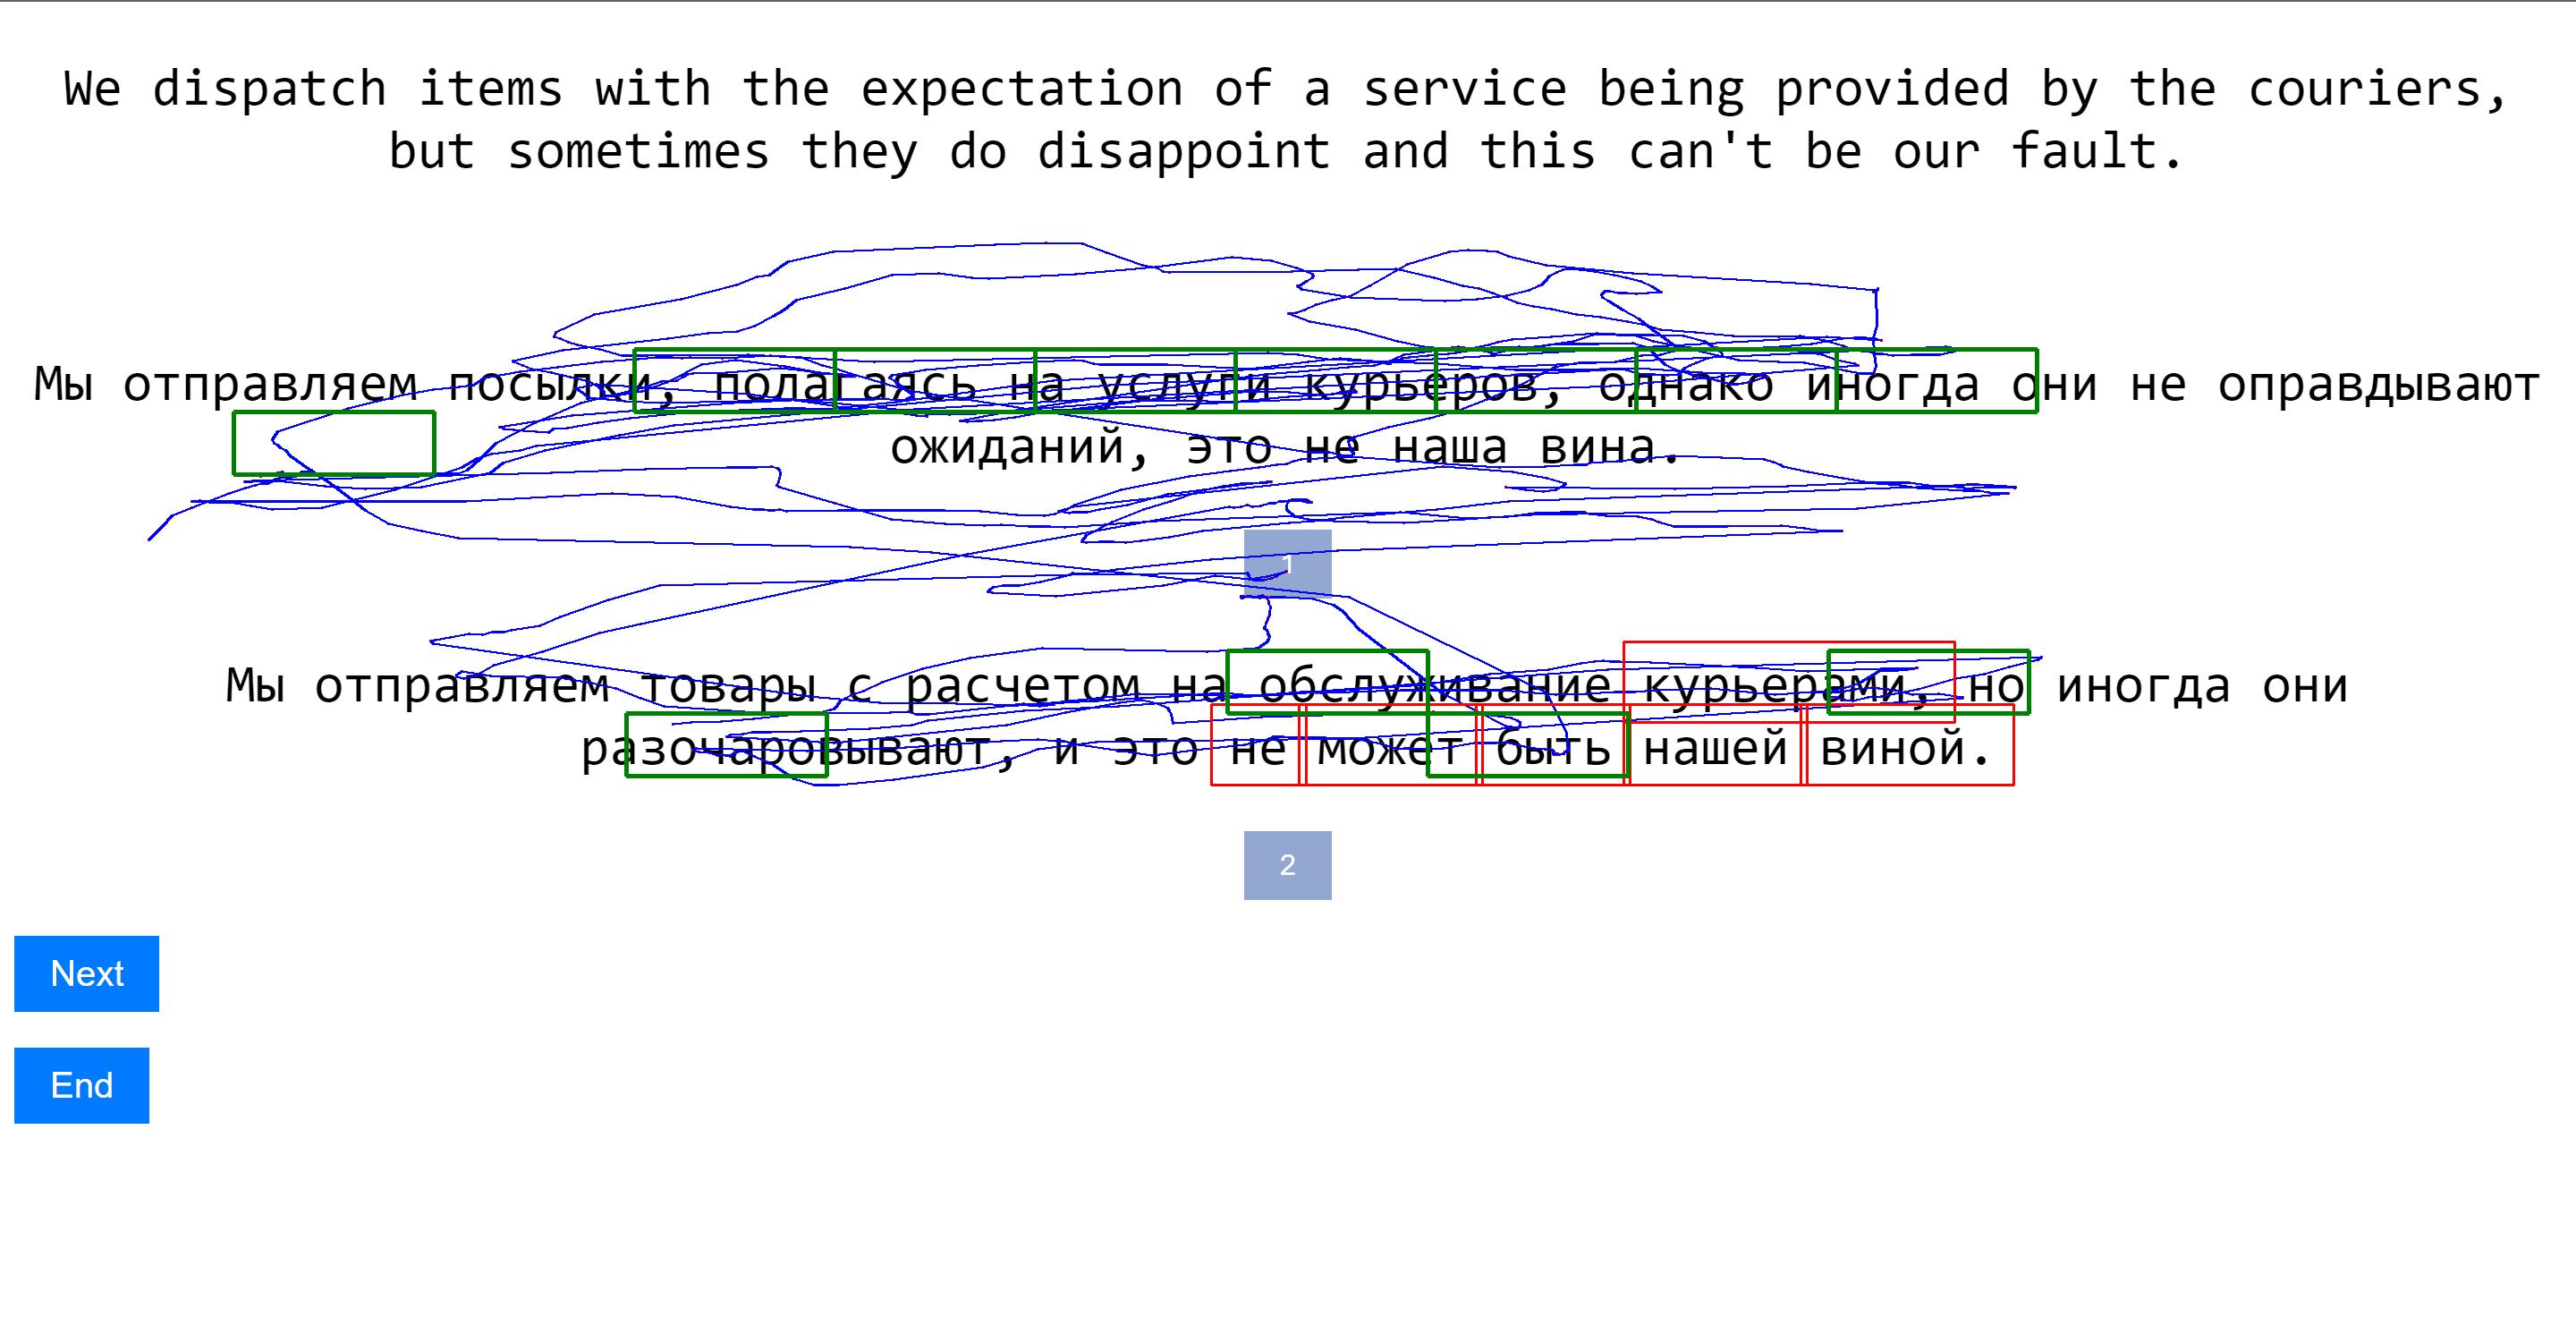 We dispatch items with the expectation of a service being provided by the couriers,
but sometimes they do disappoint and this can't be our fault.
Мы отправляем посылки, полагаясь на услуги курьеров, однако иногда они не оправдывают
ожиданий, это не наша вина.
1
Мы отправляем товары с расчетом на обслуживание курьерами, но иногда они
разочаровывают, и это не может быть нашей виной.
2
Next
End